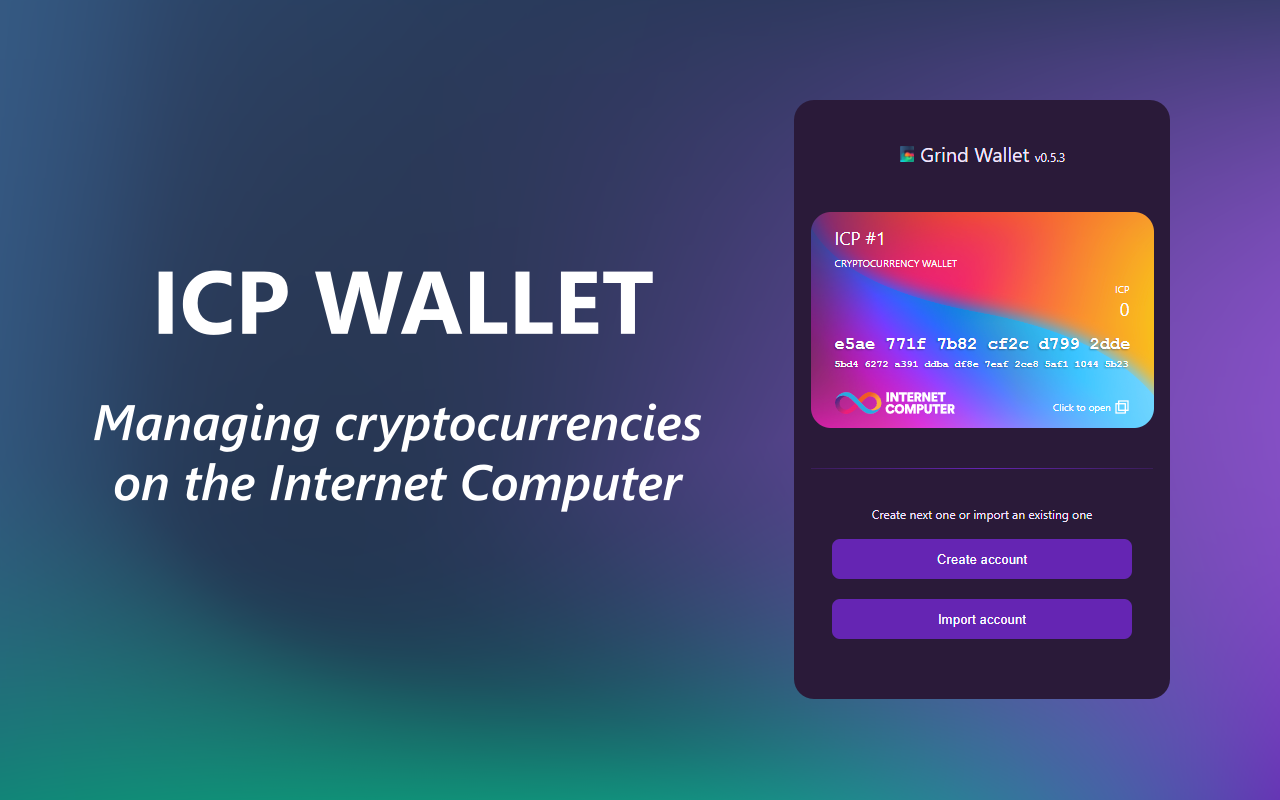 ICP WALLET
Managing cryptocurrencies
on the Internet Computer
Grind Wallet v0.5.3
ICP #1
CRYPTOCURRENCY WALLET
ICP
0
e5ae 771f 7b82 cf2c d799 2dde
5bd4 6272 a391 ddba df8e 7eaf 2ce8 5af1 1044 5b23
INTERNET
COMPUTER
Click to open
Create next one or import an existing one
Create account
Import account